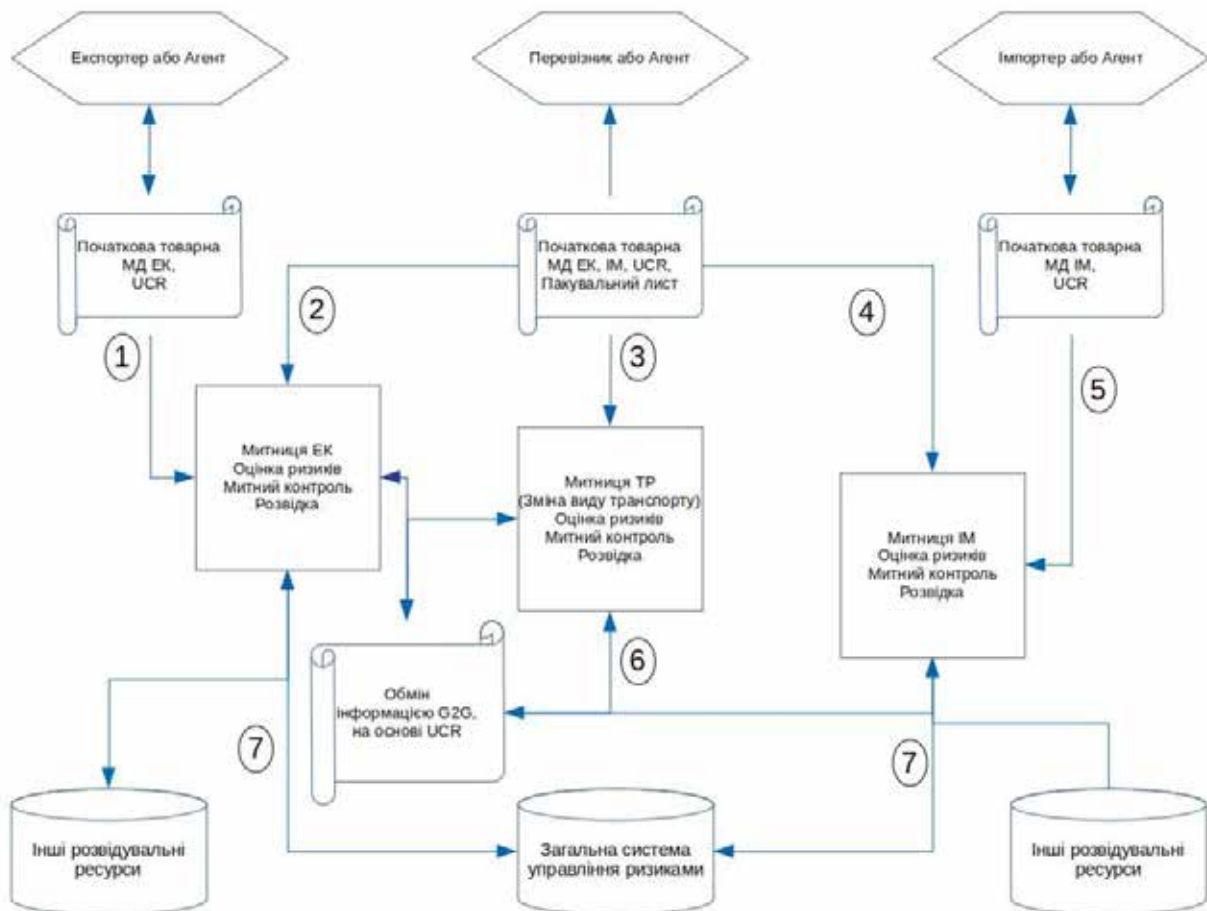 Експортер або Агент
Перевізник або Агент
Імпортер або Агент
Початкова товарна
МД ЕК,
UCR
Початкова товарна
МД ЕК, ІМ, UCR,
Пакувальний лист
Початкова товарна
МД ІМ,
UCR
1
2
3
4
5
Митниця ЕК
Оцінка ризиків
Митний контроль
Розвідка
Митниця ТР
(Зміна виду транспорту)
Оцінка ризиків
Митний контроль
Розвідка
Митниця ІМ
Оцінка ризиків
Митний контроль
Розвідка
6
Обмін
інформацією G2G,
на основі UCR
7
7
Інші розвідувальні
ресурси
Загальна система
управління ризиками
Інші розвідувальні
ресурси